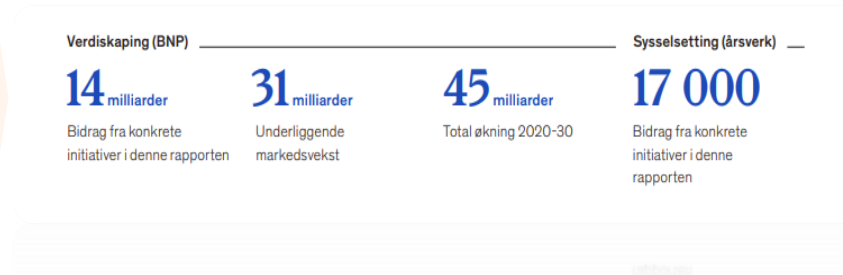 Verdiskaping (BNP)
Sysselsetting (årsverk)
14 milliarder
31 milliarder
45 milliarder
17 000
Bidrag fra konkrete
initiativer i denne rapporten
Underliggende
markedsvekst
Total økning 2020-30
Bidrag fra konkrete
initiativer i denne
rapporten